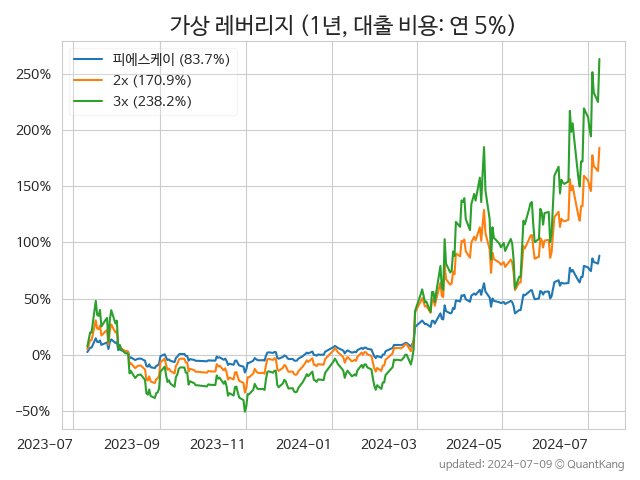 가상 레버리지 (1년, 대출 비용: 연 5%)
피에스케이 (83.7%)
2x (170.9%)
3x (238.2%)
250%
200%
150%
100%
50%
0%
−50%
2023-07 2023-09 2023-11 2024-01 2024-03 2024-05 2024-07
updated: 2024-07-09 © QuantKang